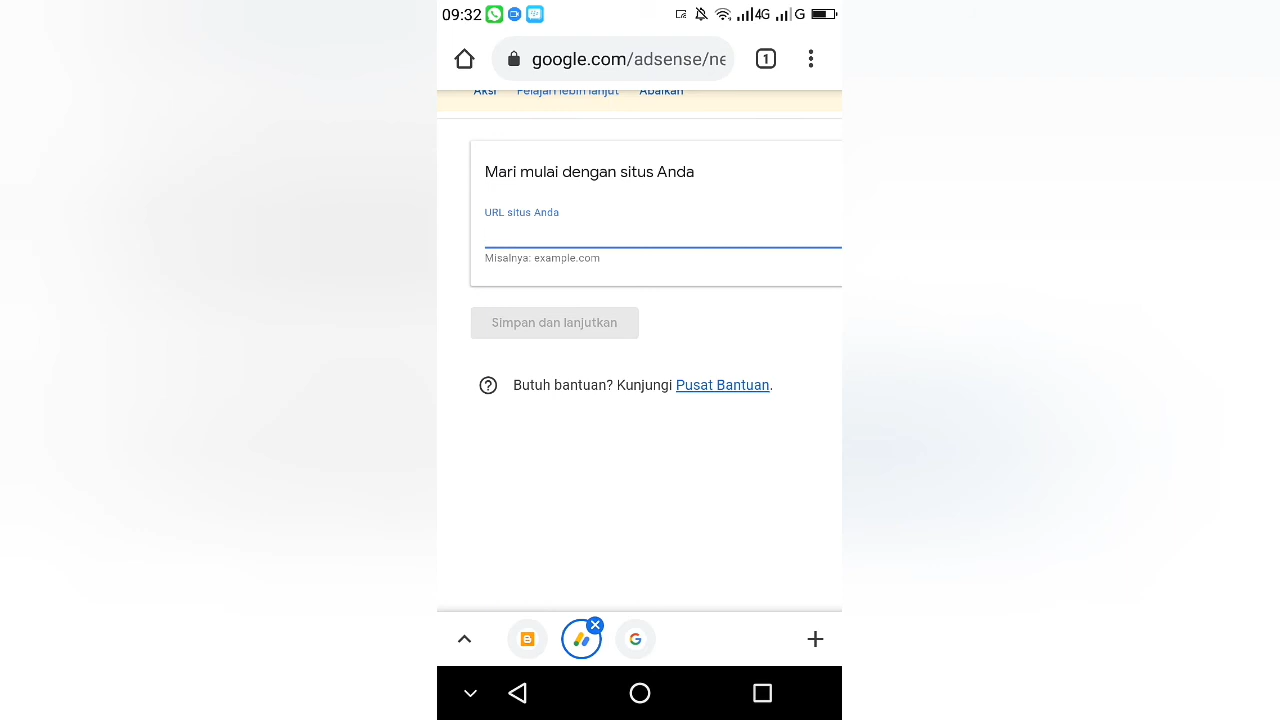 09:32 4G G
google.com/adsense/ne 1
Aksi Pelajari lebih lanjut Abaikan
Mari mulai dengan situs Anda
URL situs Anda
Misalnya: example.com
Simpan dan lanjutkan
Butuh bantuan? Kunjungi Pusat Bantuan.